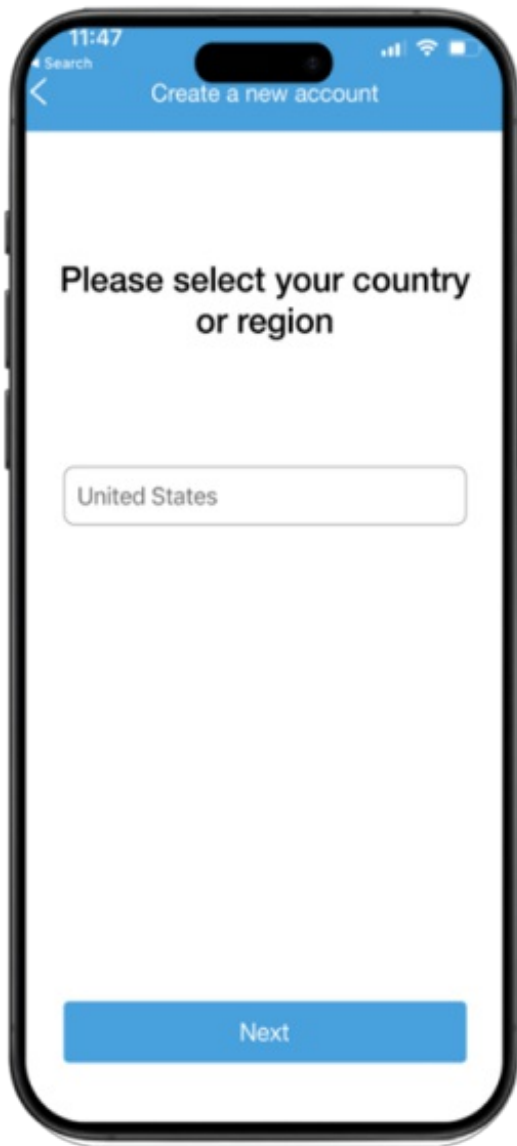 11:47
Search
Create a new account
Please select your country
or region
United States
Next